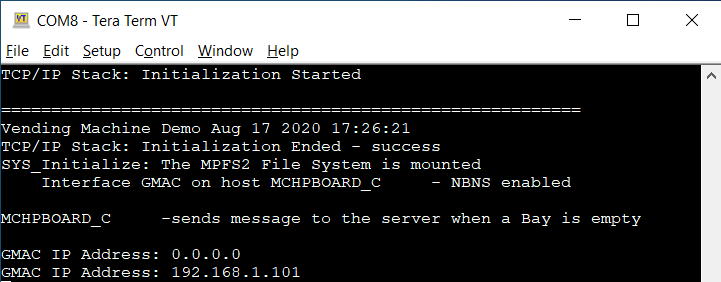 VT COM8 - Tera Term VT
File Edit Setup Control Window Help
TCP/IP Stack: Initialization Started
==========================================================
Vending Machine Demo Aug 17 2020 17:26:21
TCP/IP Stack: Initialization Ended - success
SYS_Initialize: The MPFS2 File System is mounted
    Interface GMAC on host MCHPBOARD_C     - NBNS enabled
MCHPBOARD_C     -sends message to the server when a Bay is empty
GMAC IP Address: 0.0.0.0
GMAC IP Address: 192.168.1.101